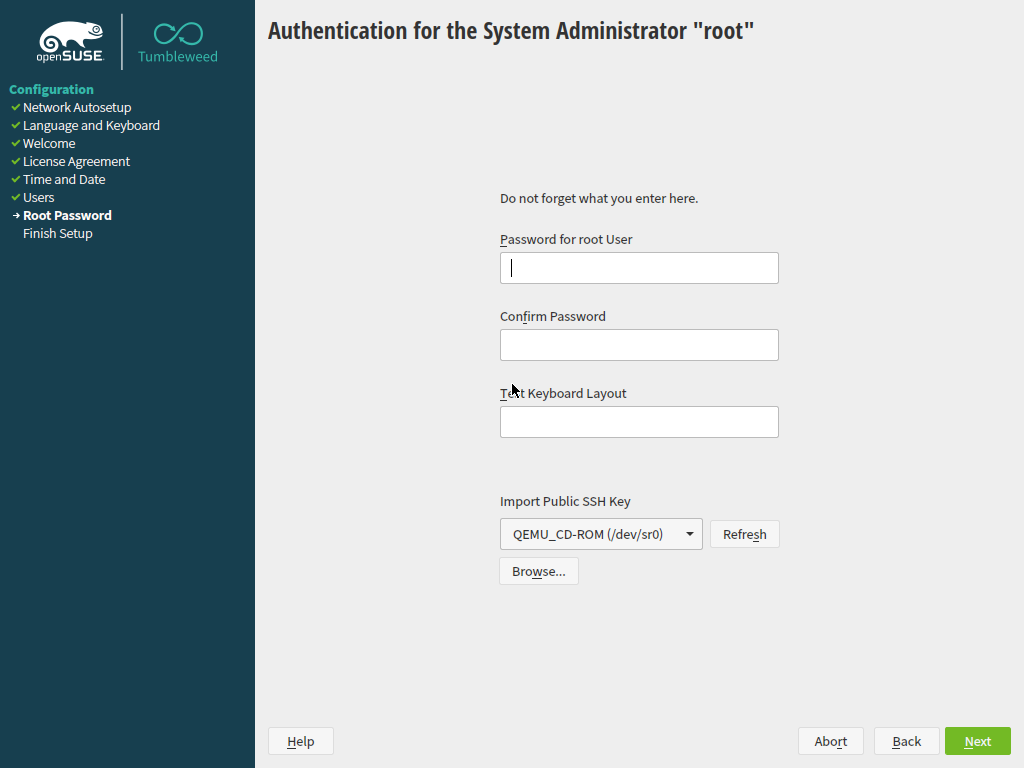 openSUSE
Tumbleweed
Configuration
Network Autosetup
Language and Keyboard
Welcome
License Agreement
Time and Date
Users
Root Password
Finish Setup
Authentication for the System Administrator "root"
Do not forget what you enter here.
Password for root User
Confirm Password
Test Keyboard Layout
Import Public SSH Key
QEMU_CD-ROM (/dev/sr0)
Refresh
Browse...
Help
Abort
Back
Next